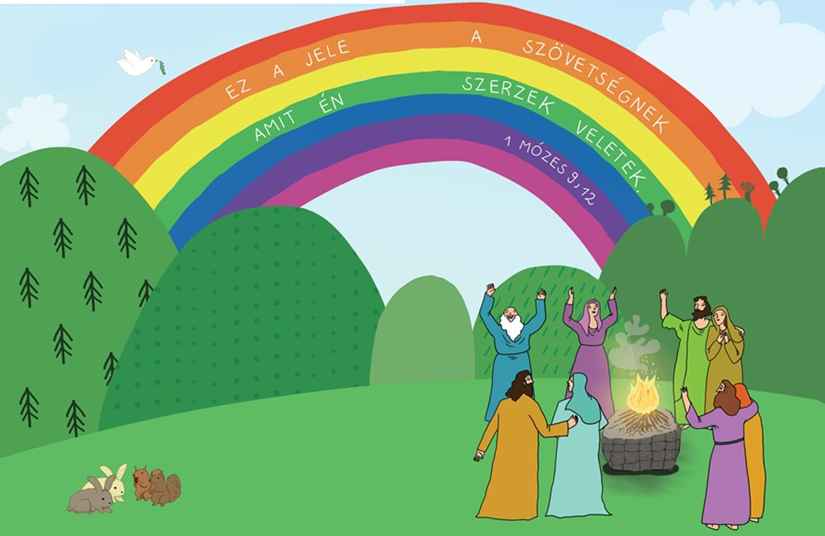 EZ A JELE A SZÖVETSÉGNEK
AMIT ÉN SZERZEK VELETEK.
1 MÓZES 9,12